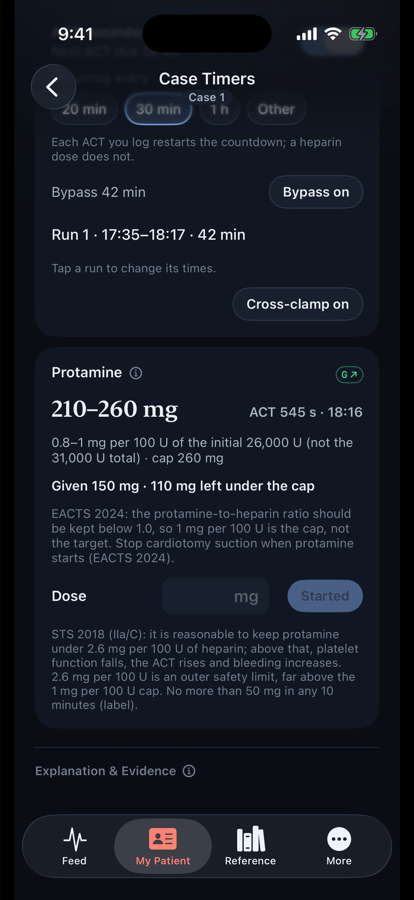 9:41
Case Timers
Case 1
20 min
30 min
1 h
Other
Each ACT you log restarts the countdown; a heparin
dose does not.
Bypass 42 min
Bypass on
Run 1 · 17:35–18:17 · 42 min
Tap a run to change its times.
Cross-clamp on
Protamine
G
210–260 mg
ACT 545 s · 18:16
0.8–1 mg per 100 U of the initial 26,000 U (not the
31,000 U total) · cap 260 mg
Given 150 mg · 110 mg left under the cap
EACTS 2024: the protamine-to-heparin ratio should
be kept below 1.0, so 1 mg per 100 U is the cap, not
the target. Stop cardiotomy suction when protamine
starts (EACTS 2024).
Dose
mg
Started
STS 2018 (IIa/C): it is reasonable to keep protamine
under 2.6 mg per 100 U of heparin; above that, platelet
function falls, the ACT rises and bleeding increases.
2.6 mg per 100 U is an outer safety limit, far above the
1 mg per 100 U cap. No more than 50 mg in any 10
minutes (label).
Explanation & Evidence
Feed
My Patient
Reference
More